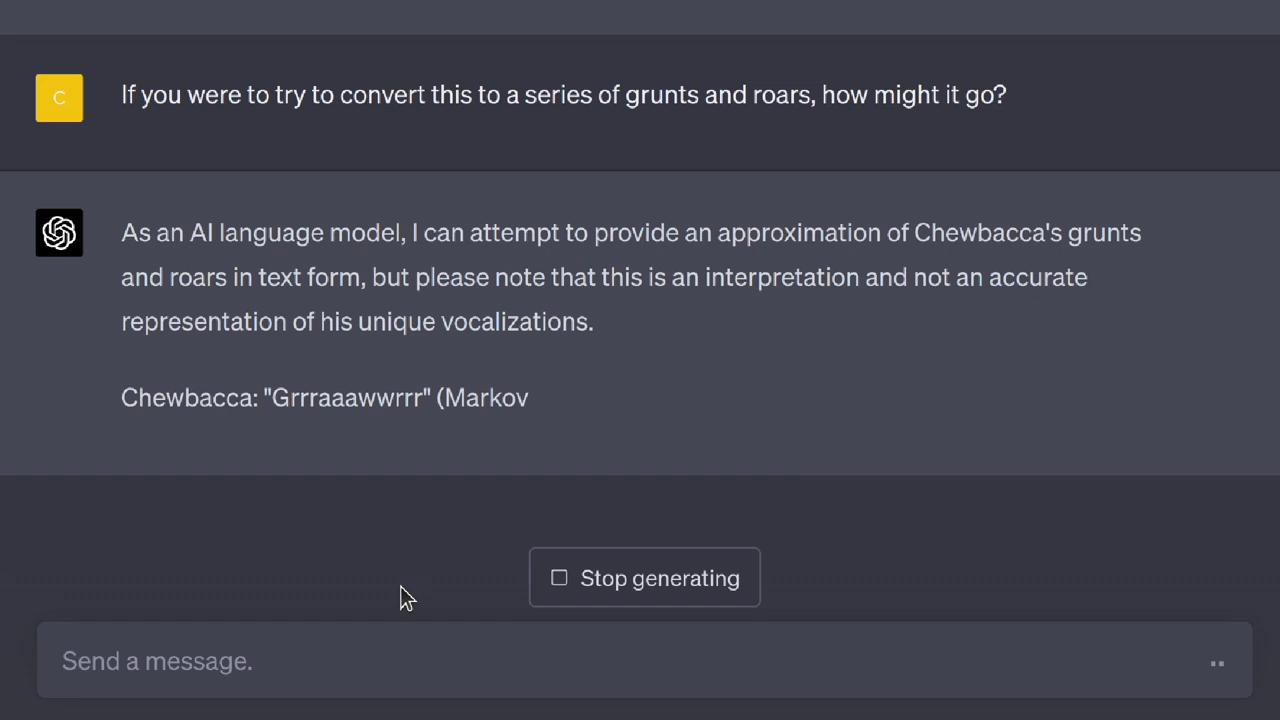 C
If you were to try to convert this to a series of grunts and roars, how might it go?
As an AI language model, I can attempt to provide an approximation of Chewbacca's grunts
and roars in text form, but please note that this is an interpretation and not an accurate
representation of his unique vocalizations.
Chewbacca: "Grrraaawwrrr" (Markov
Stop generating
Send a message.